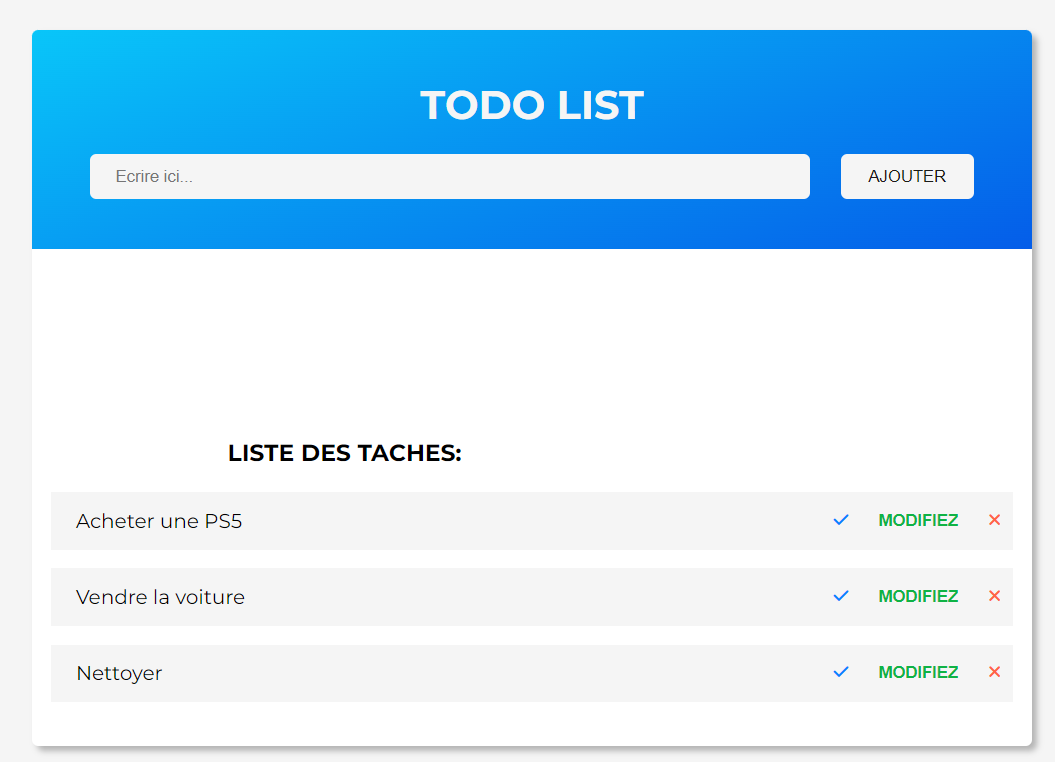 TODO LIST
Ecrire ici...
AJOUTER
LISTE DES TACHES:
Acheter une PS5 MODIFIEZ
Vendre la voiture MODIFIEZ
Nettoyer MODIFIEZ